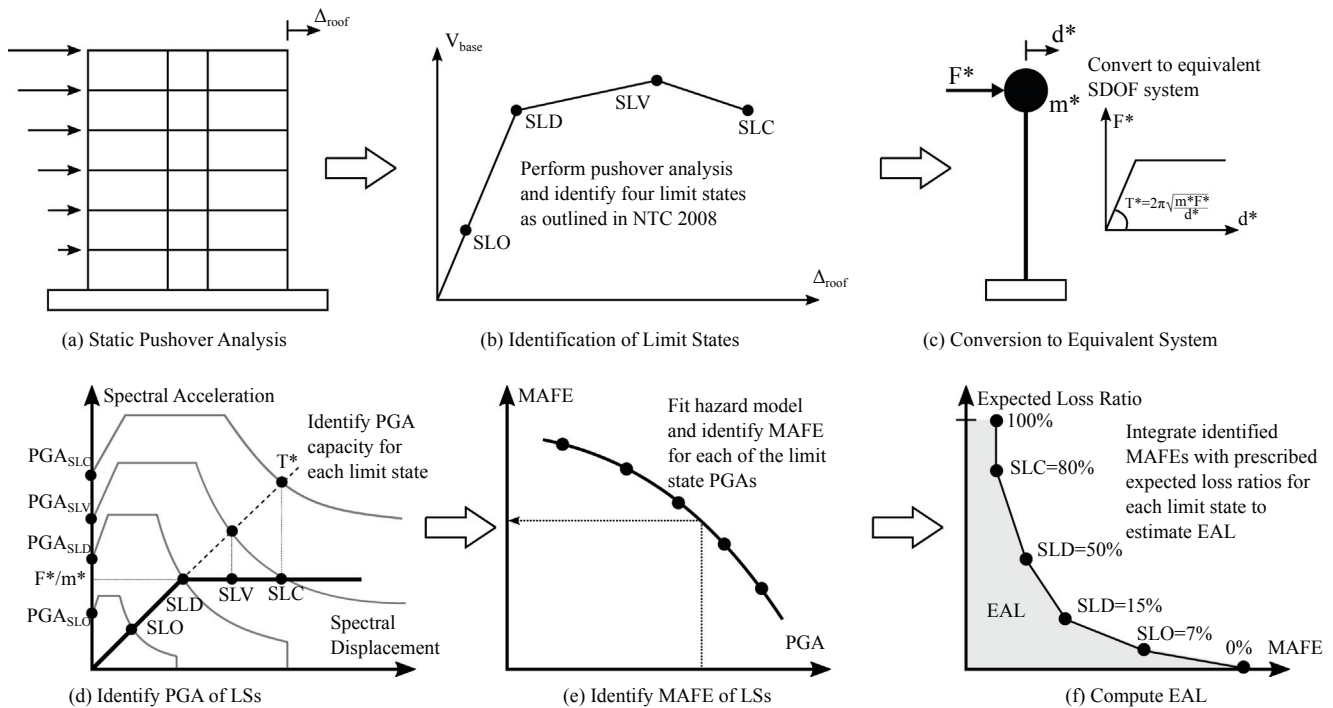 Δroof
(a) Static Pushover Analysis
Vbase
SLO
SLD
SLV
SLC
Perform pushover analysis
and identify four limit states
as outlined in NTC 2008
Δroof
(b) Identification of Limit States
d*
F*
m*
Convert to equivalent
SDOF system
F*
T*=2π√m*F*/d*
d*
(c) Conversion to Equivalent System
Spectral Acceleration
Identify PGA
capacity for
each limit state
T*
PGASLC
PGASLV
PGASLD
F*/m*
PGASLO
SLO
SLD
SLV
SLC
Spectral
Displacement
(d) Identify PGA of LSs
MAFE
Fit hazard model
and identify MAFE
for each of the limit
state PGAs
PGA
(e) Identify MAFE of LSs
Expected Loss Ratio
100%
SLC=80%
Integrate identified
MAFEs with prescribed
expected loss ratios for
each limit state to
estimate EAL
SLD=50%
SLD=15%
SLO=7%
0%
EAL
MAFE
(f) Compute EAL